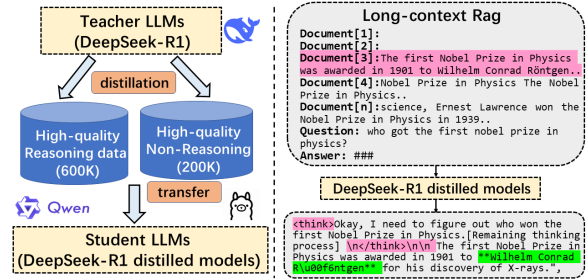 Teacher LLMs
(DeepSeek-R1)
distillation
High-quality
Reasoning data
(600K)
High-quality
Non-Reasoning
(200K)
transfer
Qwen
Student LLMs
(DeepSeek-R1 distilled models)
Long-context Rag
Document[1]:
Document[2]:
Document[3]:The first Nobel Prize in Physics
was awarded in 1901 to Wilhelm Conrad Röntgen..
Document[4]:Nobel Prize in Physics The Nobel
Prize in Physics..
Document[n]:science, Ernest Lawrence won the
Nobel Prize in Physics in 1939..
Question: who got the first nobel prize in
physics?
Answer: ###
DeepSeek-R1 distilled models
<think>Okay, I need to figure out who won the
first Nobel Prize in Physics.[Remaining thinking
process] \n</think>\n\n The first Nobel Prize in
Physics was awarded in 1901 to **Wilhelm Conrad
R\u00f6ntgen** for his discovery of X-rays.",